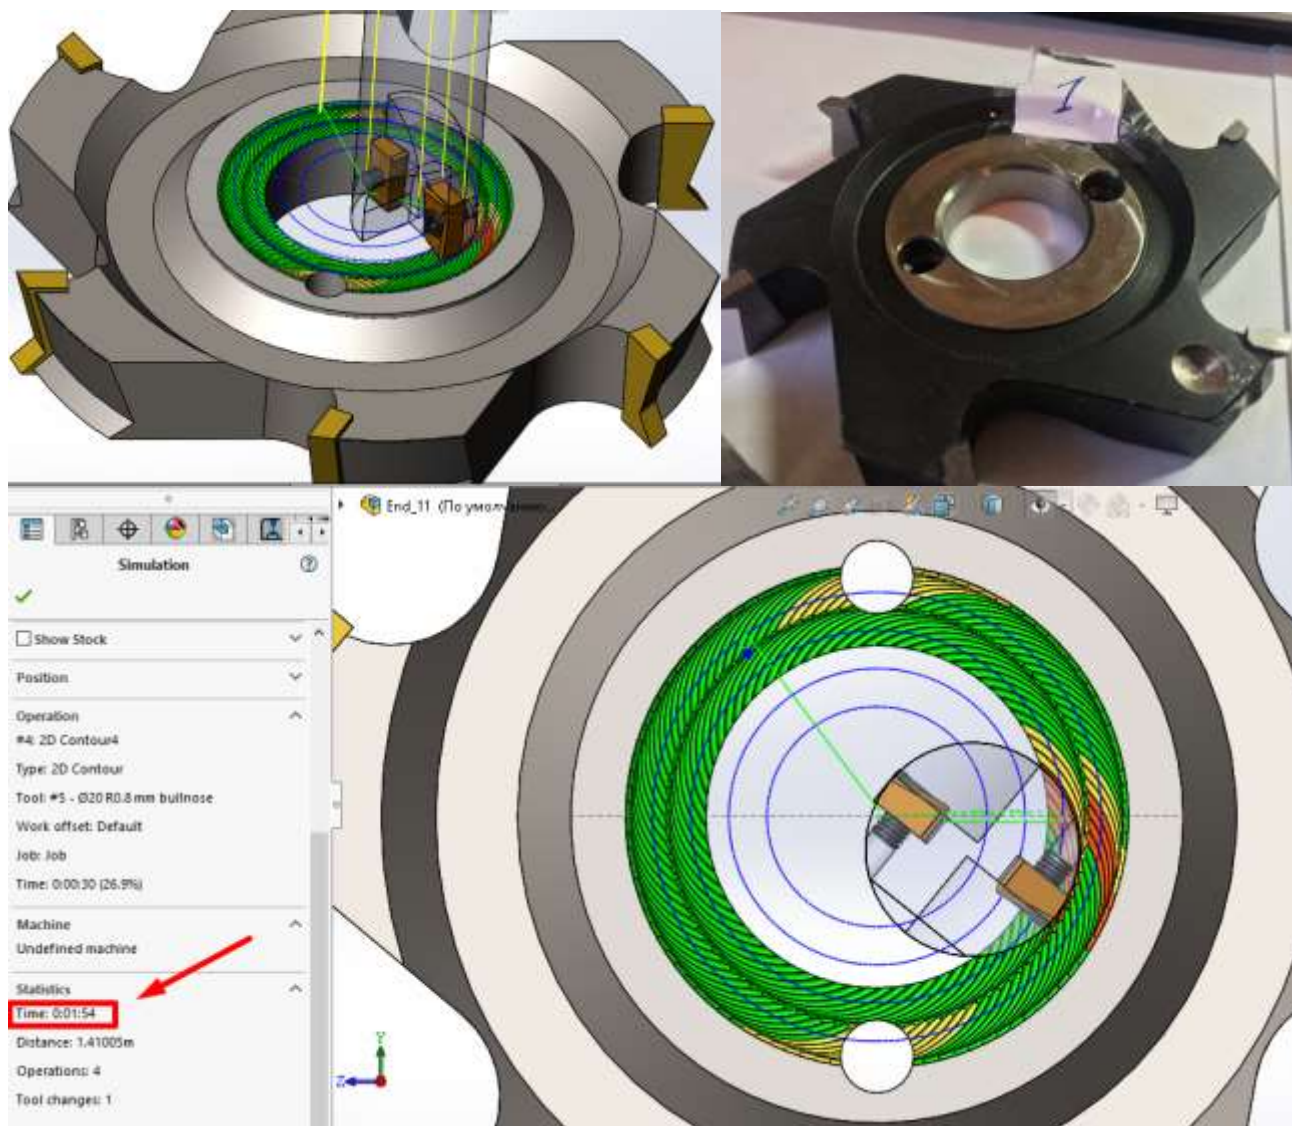 1
End_11 (По умолчанию
Simulation
Show Stock
Position
Operation
#4: 2D Contour4
Type: 2D Contour
Tool: #5 - Ø20 R0.8 mm bullnose
Work offset: Default
Job: Job
Time: 0:00:30 (26.9%)
Machine
Undefined machine
Statistics
Time: 0:01:54
Distance: 1.41005m
Operations: 4
Tool changes: 1
Y
Z